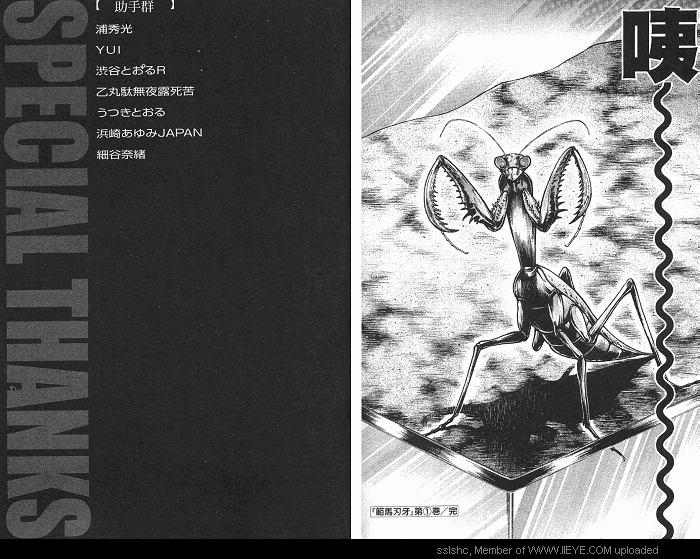 SPECIAL THANKS
【 助手群 】
浦秀光
YUI
渋谷とおるR
乙丸駄無夜露死苦
うつきとおる
浜崎あゆみJAPAN
細谷奈緒
咦
『範馬刃牙』第①巻／完
sslshc, Member of WWW.IIEYE.COM uploaded